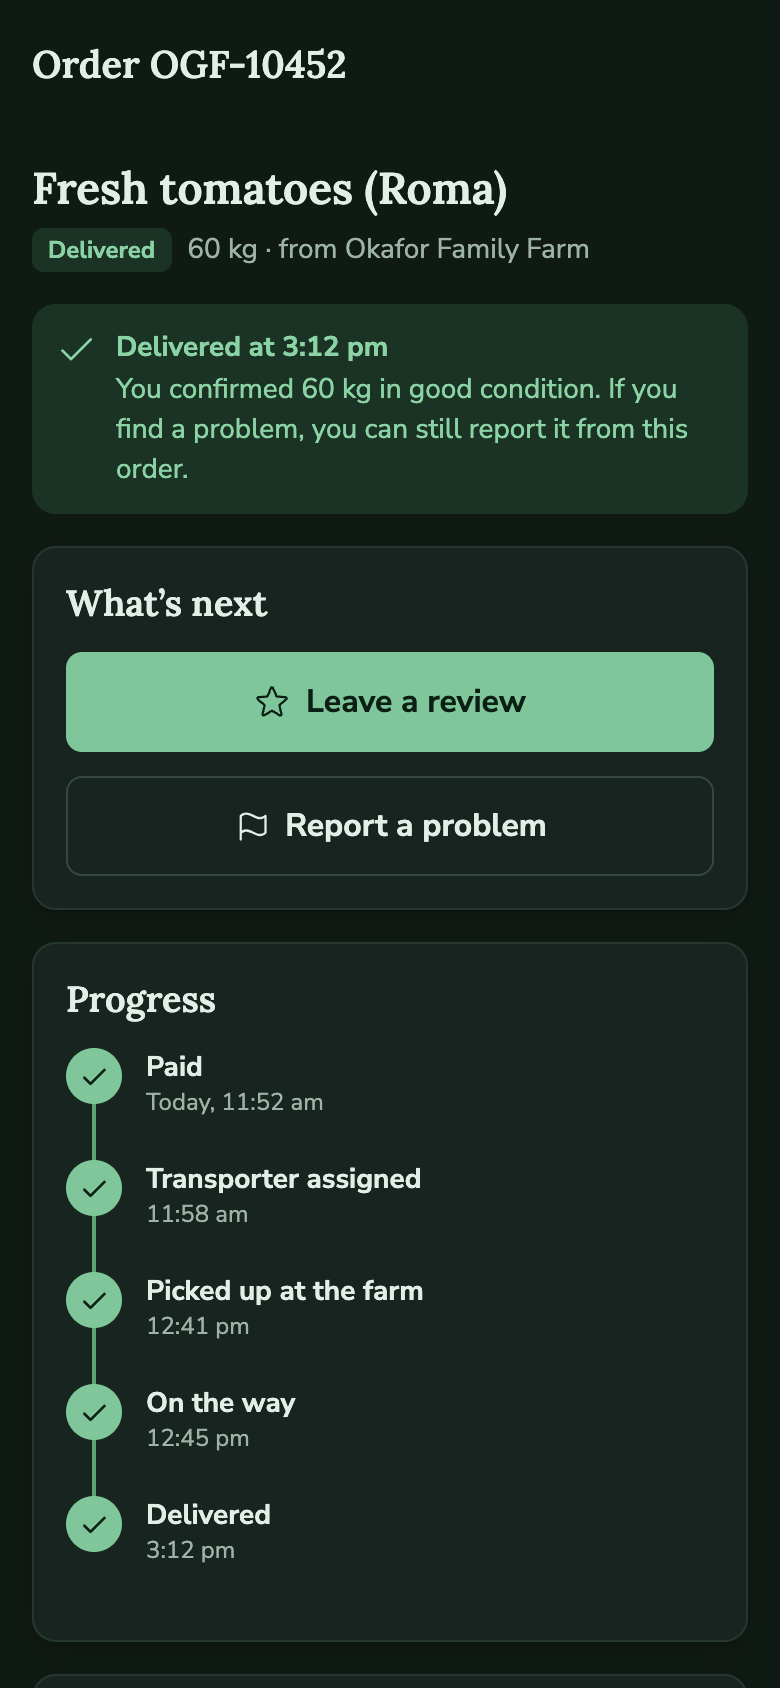 Order OGF-10452
Fresh tomatoes (Roma)
Delivered 60 kg · from Okafor Family Farm
Delivered at 3:12 pm
You confirmed 60 kg in good condition. If you
find a problem, you can still report it from this
order.
What’s next
Leave a review
Report a problem
Progress
Paid
Today, 11:52 am
Transporter assigned
11:58 am
Picked up at the farm
12:41 pm
On the way
12:45 pm
Delivered
3:12 pm